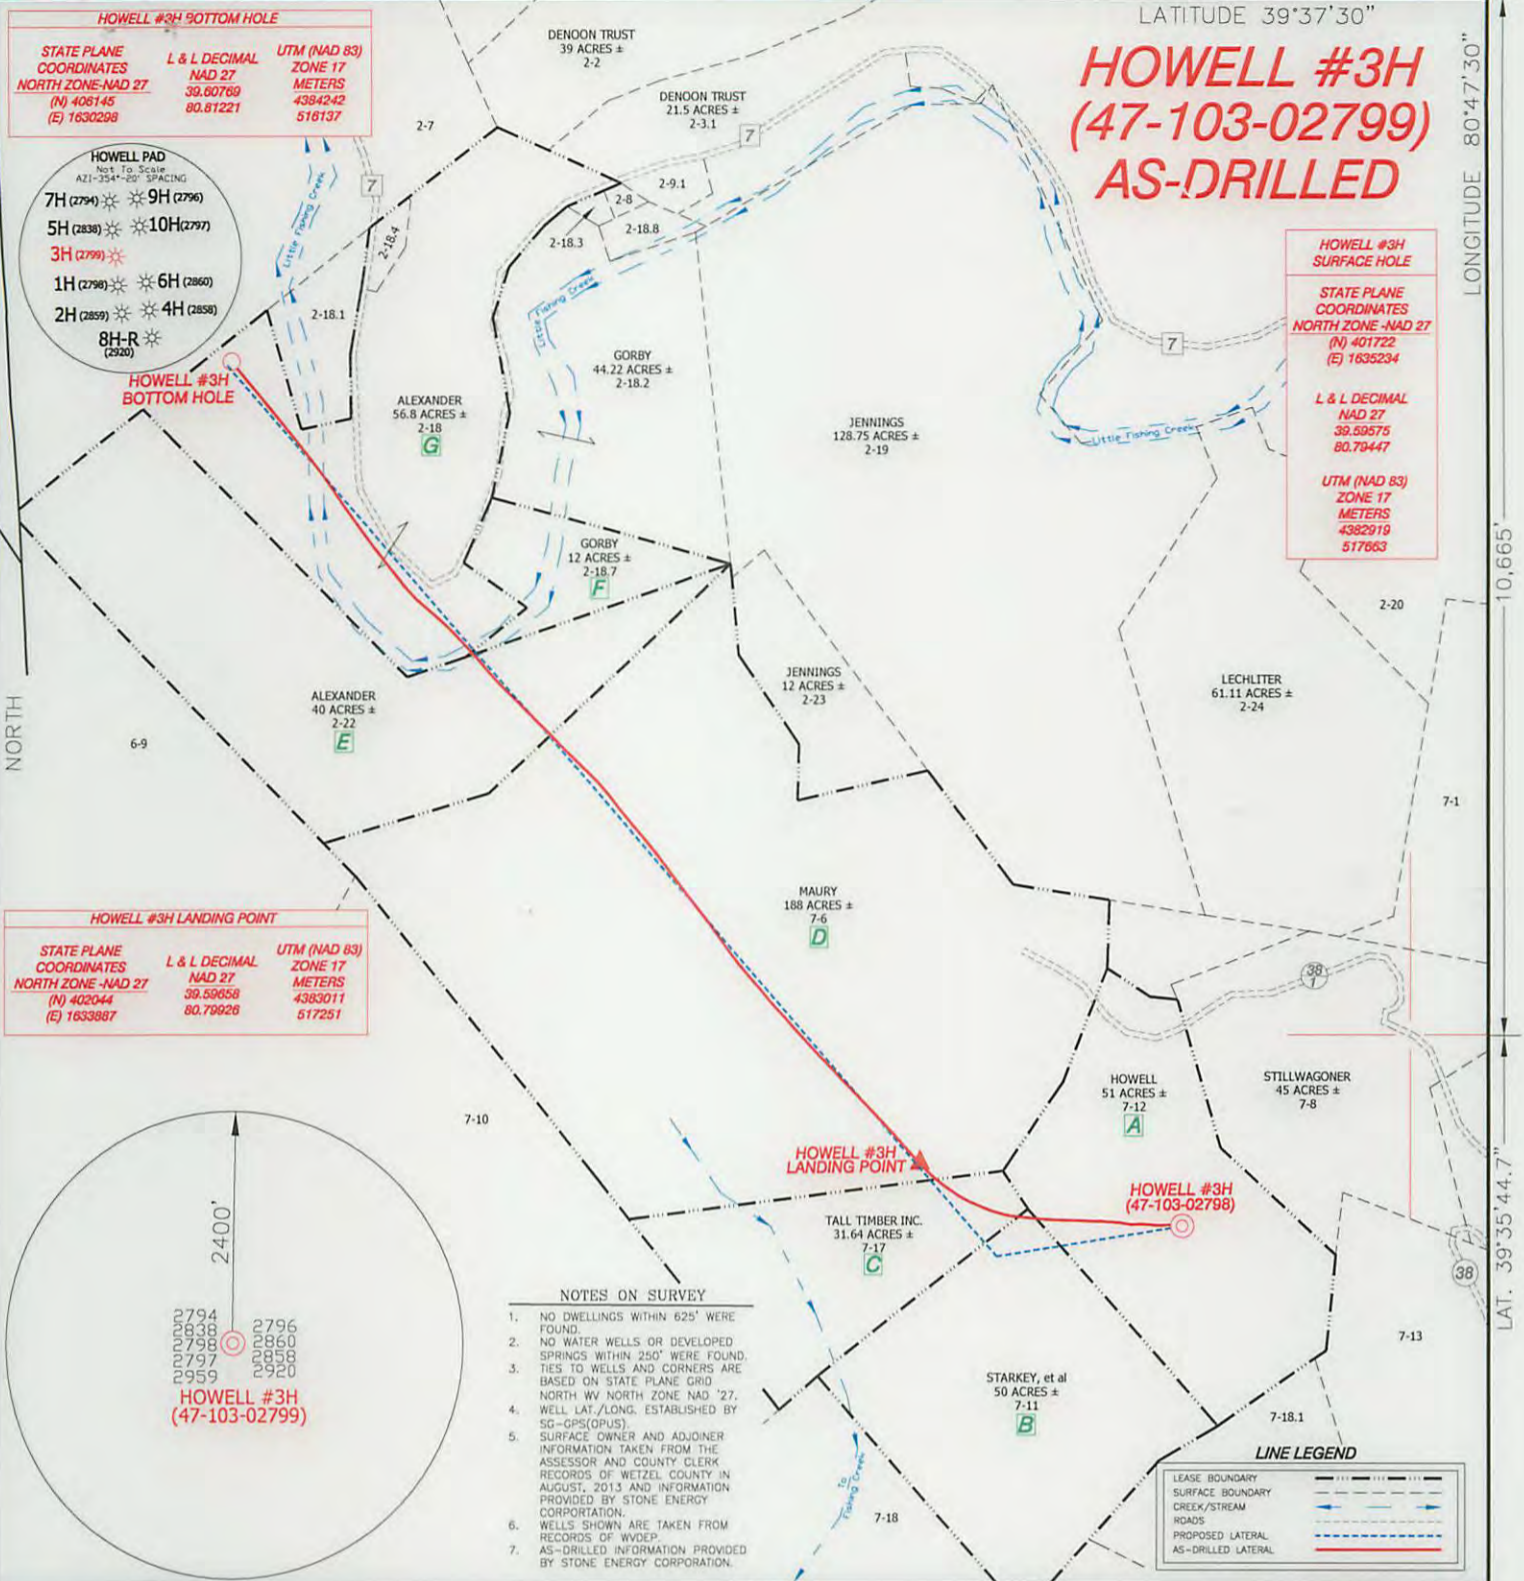 LATITUDE 39°37'30"
HOWELL #3H
(47-103-02799)
AS-DRILLED
LONGITUDE 80°47'30"
HOWELL #3H BOTTOM HOLE
STATE PLANE
COORDINATES
NORTH ZONE-NAD 27
(N) 406145
(E) 1630298
L & L DECIMAL
NAD 27
39.60769
80.81221
UTM (NAD 83)
ZONE 17
METERS
4384242
516137
HOWELL PAD
Not To Scale
AZI-354°-20' SPACING
7H (2794) 9H (2796)
5H (2838) 10H (2797)
3H (2799)
1H (2798) 6H (2860)
2H (2859) 4H (2858)
8H-R
(2920)
DENOON TRUST
39 ACRES ±
2-2
DENOON TRUST
21.5 ACRES ±
2-3.1
2-7
7
7
2-9.1
2-8
2-18.8
2-18.3
2-18.4
2-18.1
Little Fishing Creek
Little Fishing Creek
HOWELL #3H
BOTTOM HOLE
HOWELL #3H
SURFACE HOLE
STATE PLANE
COORDINATES
NORTH ZONE -NAD 27
(N) 401722
(E) 1635234
L & L DECIMAL
NAD 27
39.59575
80.79447
UTM (NAD 83)
ZONE 17
METERS
4382919
517663
7
GORBY
44.22 ACRES ±
2-18.2
ALEXANDER
56.8 ACRES ±
2-18
G
JENNINGS
128.75 ACRES ±
2-19
Little Fishing Creek
GORBY
12 ACRES ±
2-18.7
F
10,665'
2-20
JENNINGS
12 ACRES ±
2-23
LECHLITER
61.11 ACRES ±
2-24
ALEXANDER
40 ACRES ±
2-22
E
NORTH
6-9
7-1
MAURY
188 ACRES ±
7-6
D
HOWELL #3H LANDING POINT
STATE PLANE
COORDINATES
NORTH ZONE -NAD 27
(N) 402044
(E) 1633887
L & L DECIMAL
NAD 27
39.59658
80.79926
UTM (NAD 83)
ZONE 17
METERS
4383011
517251
38
1
HOWELL
51 ACRES ±
7-12
A
STILLWAGONER
45 ACRES ±
7-8
7-10
HOWELL #3H
LANDING POINT
HOWELL #3H
(47-103-02798)
TALL TIMBER INC.
31.64 ACRES ±
7-17
C
LAT. 39°35'44.7"
38
7-13
2400'
2794
2838
2798
2797
2959
2796
2860
2858
2920
HOWELL #3H
(47-103-02799)
NOTES ON SURVEY
1. NO DWELLINGS WITHIN 625' WERE
FOUND.
2. NO WATER WELLS OR DEVELOPED
SPRINGS WITHIN 250' WERE FOUND.
3. TIES TO WELLS AND CORNERS ARE
BASED ON STATE PLANE GRID
NORTH WV NORTH ZONE NAD '27.
4. WELL LAT./LONG. ESTABLISHED BY
SG-GPS(OPUS).
5. SURFACE OWNER AND ADJOINER
INFORMATION TAKEN FROM THE
ASSESSOR AND COUNTY CLERK
RECORDS OF WETZEL COUNTY IN
AUGUST, 2013 AND INFORMATION
PROVIDED BY STONE ENERGY
CORPORTATION.
6. WELLS SHOWN ARE TAKEN FROM
RECORDS OF WVDEP.
7. AS-DRILLED INFORMATION PROVIDED
BY STONE ENERGY CORPORATION.
STARKEY, et al
50 ACRES ±
7-11
B
7-18.1
To
Fishing Creek
7-18
LINE LEGEND
LEASE BOUNDARY
SURFACE BOUNDARY
CREEK/STREAM
ROADS
PROPOSED LATERAL
AS-DRILLED LATERAL